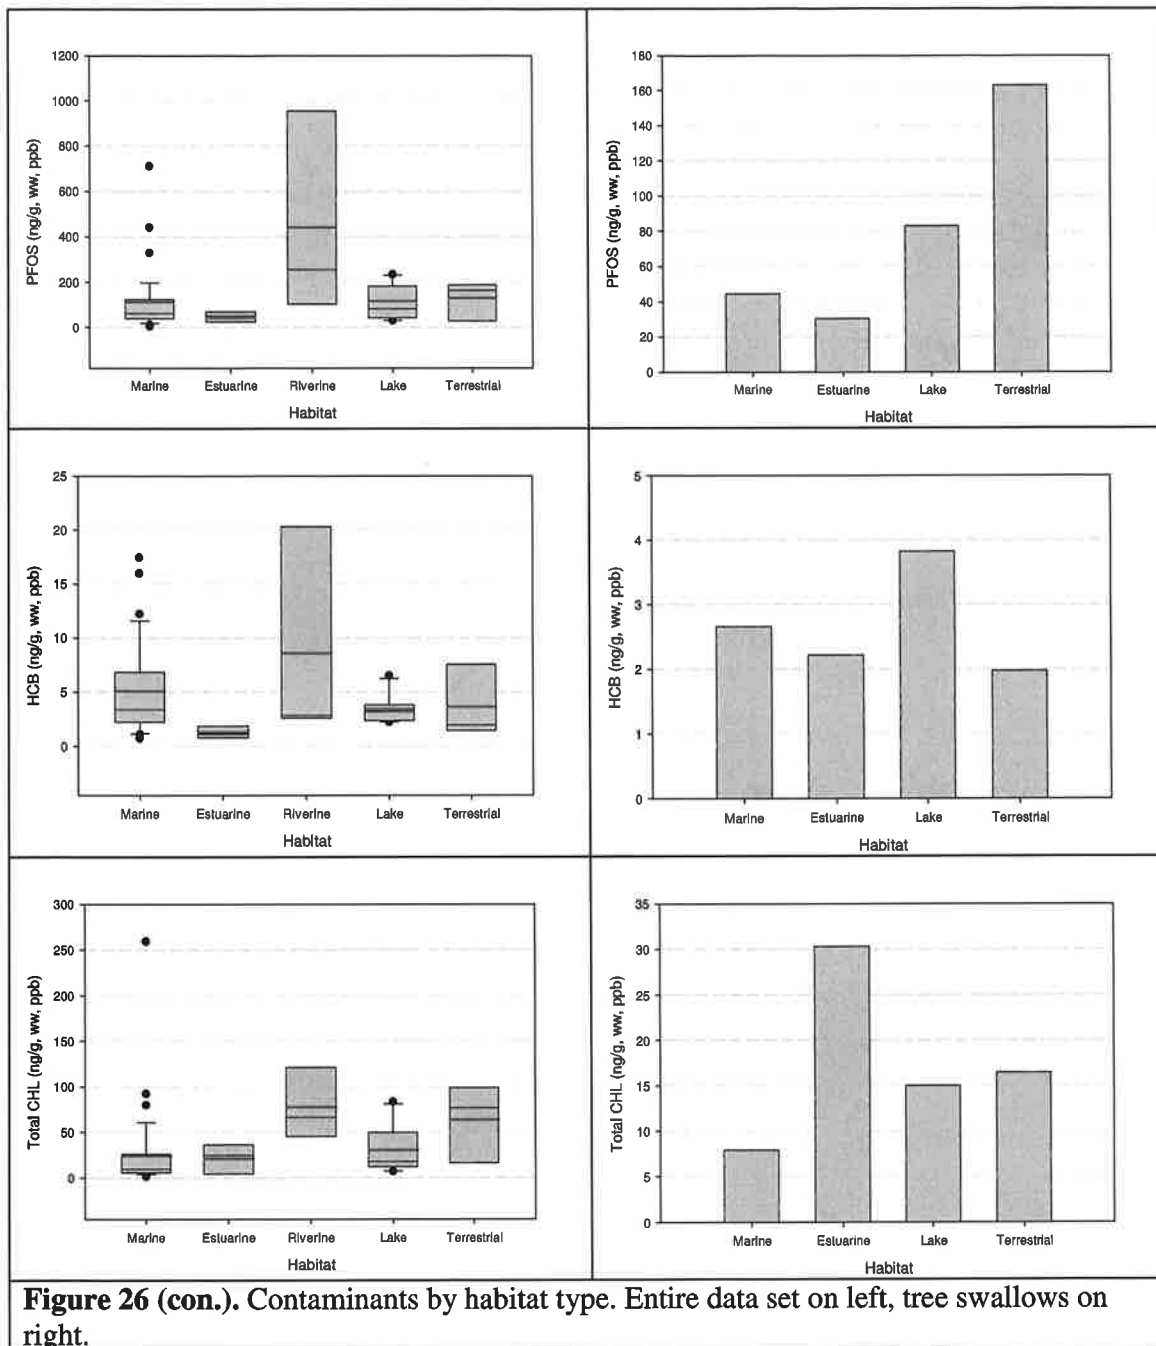 1200
1000
800
600
400
200
0
PFOS (ng/g, ww, ppb)
Marine Estuarine Riverine Lake Terrestrial
Habitat
180
160
140
120
100
80
60
40
20
0
PFOS (ng/g, ww, ppb)
Marine Estuarine Lake Terrestrial
Habitat
25
20
15
10
5
0
HCB (ng/g, ww, ppb)
Marine Estuarine Riverine Lake Terrestrial
Habitat
5
4
3
2
1
0
HCB (ng/g, ww, ppb)
Marine Estuarine Lake Terrestrial
Habitat
300
250
200
150
100
50
0
Total CHL (ng/g, ww, ppb)
Marine Estuarine Riverine Lake Terrestrial
Habitat
35
30
25
20
15
10
5
0
Total CHL (ng/g, ww, ppb)
Marine Estuarine Lake Terrestrial
Habitat
Figure 26 (con.). Contaminants by habitat type. Entire data set on left, tree swallows on
right.